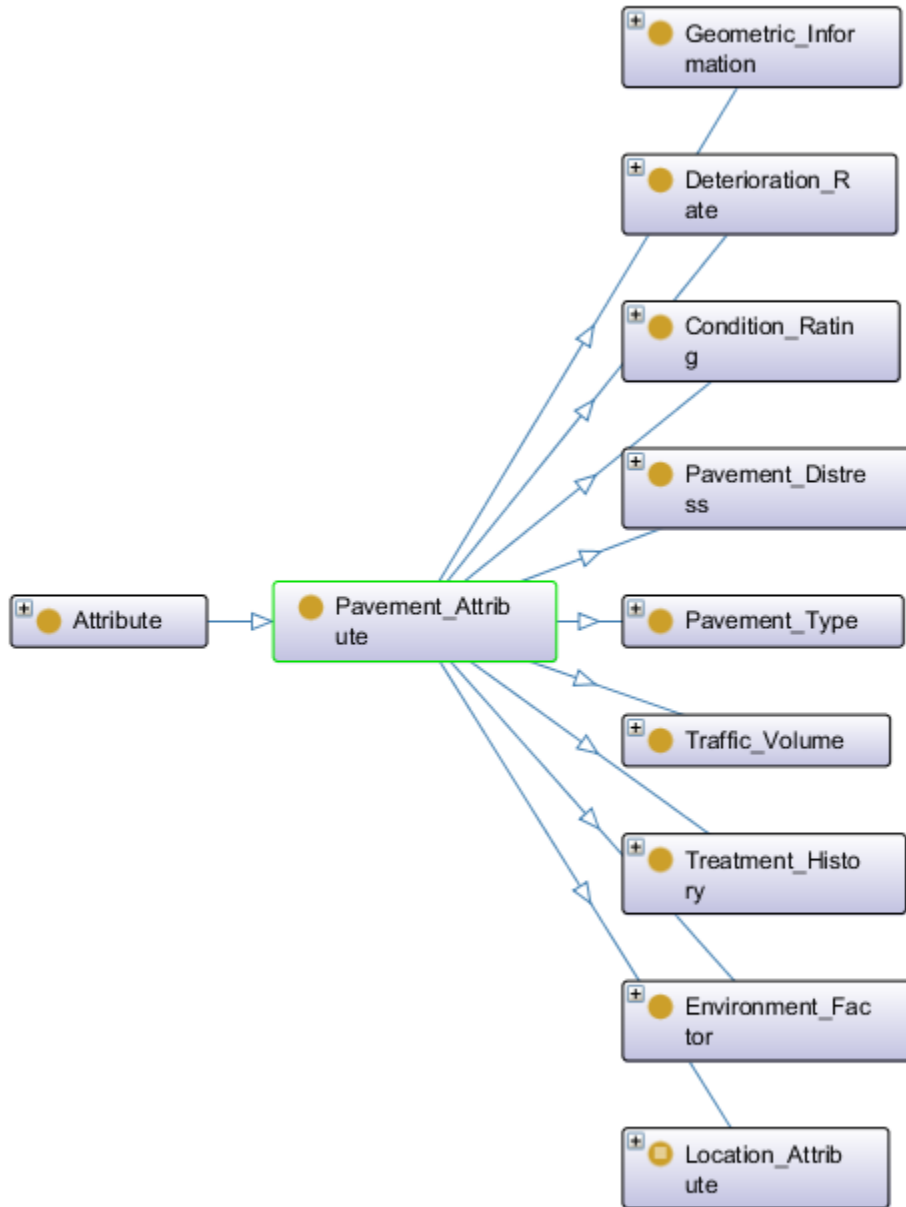 Geometric_Infor
mation
Deterioration_R
ate
Condition_Ratin
g
Pavement_Distre
ss
Attribute
Pavement_Attrib
ute
Pavement_Type
Traffic_Volume
Treatment_Histo
ry
Environment_Fac
tor
Location_Attrib
ute